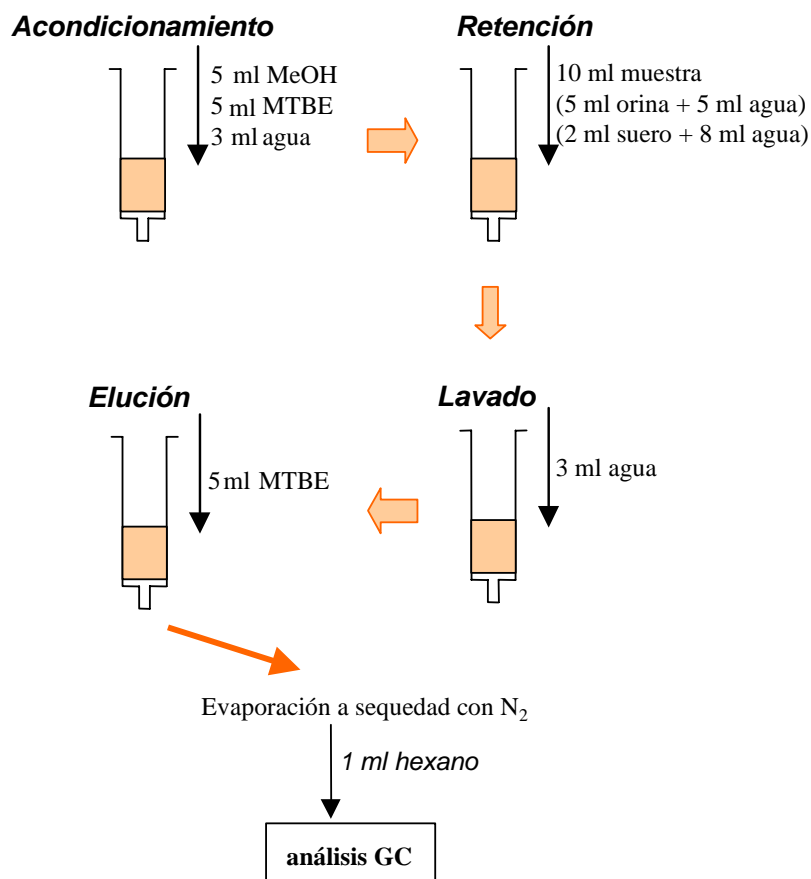 Acondicionamiento
5 ml MeOH
5 ml MTBE
3 ml agua
Retención
10 ml muestra
(5 ml orina + 5 ml agua)
(2 ml suero + 8 ml agua)
Elución
5 ml MTBE
Lavado
3 ml agua
Evaporación a sequedad con N₂
1 ml hexano
análisis GC